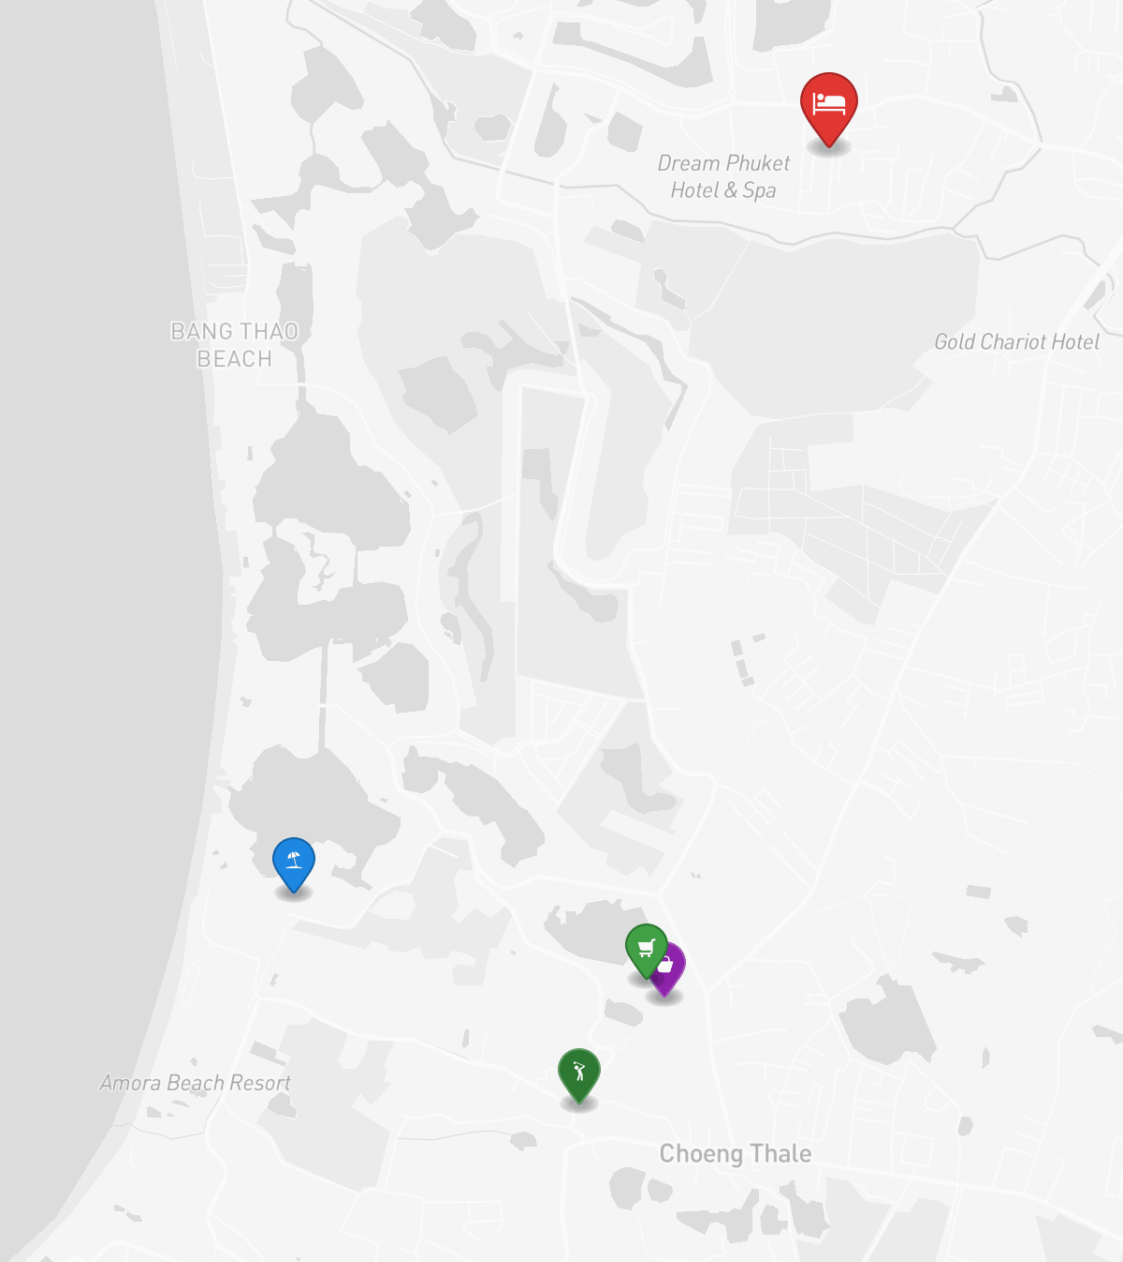 Dream Phuket
Hotel & Spa
BANG THAO
BEACH
Gold Chariot Hotel
Amora Beach Resort
Choeng Thale